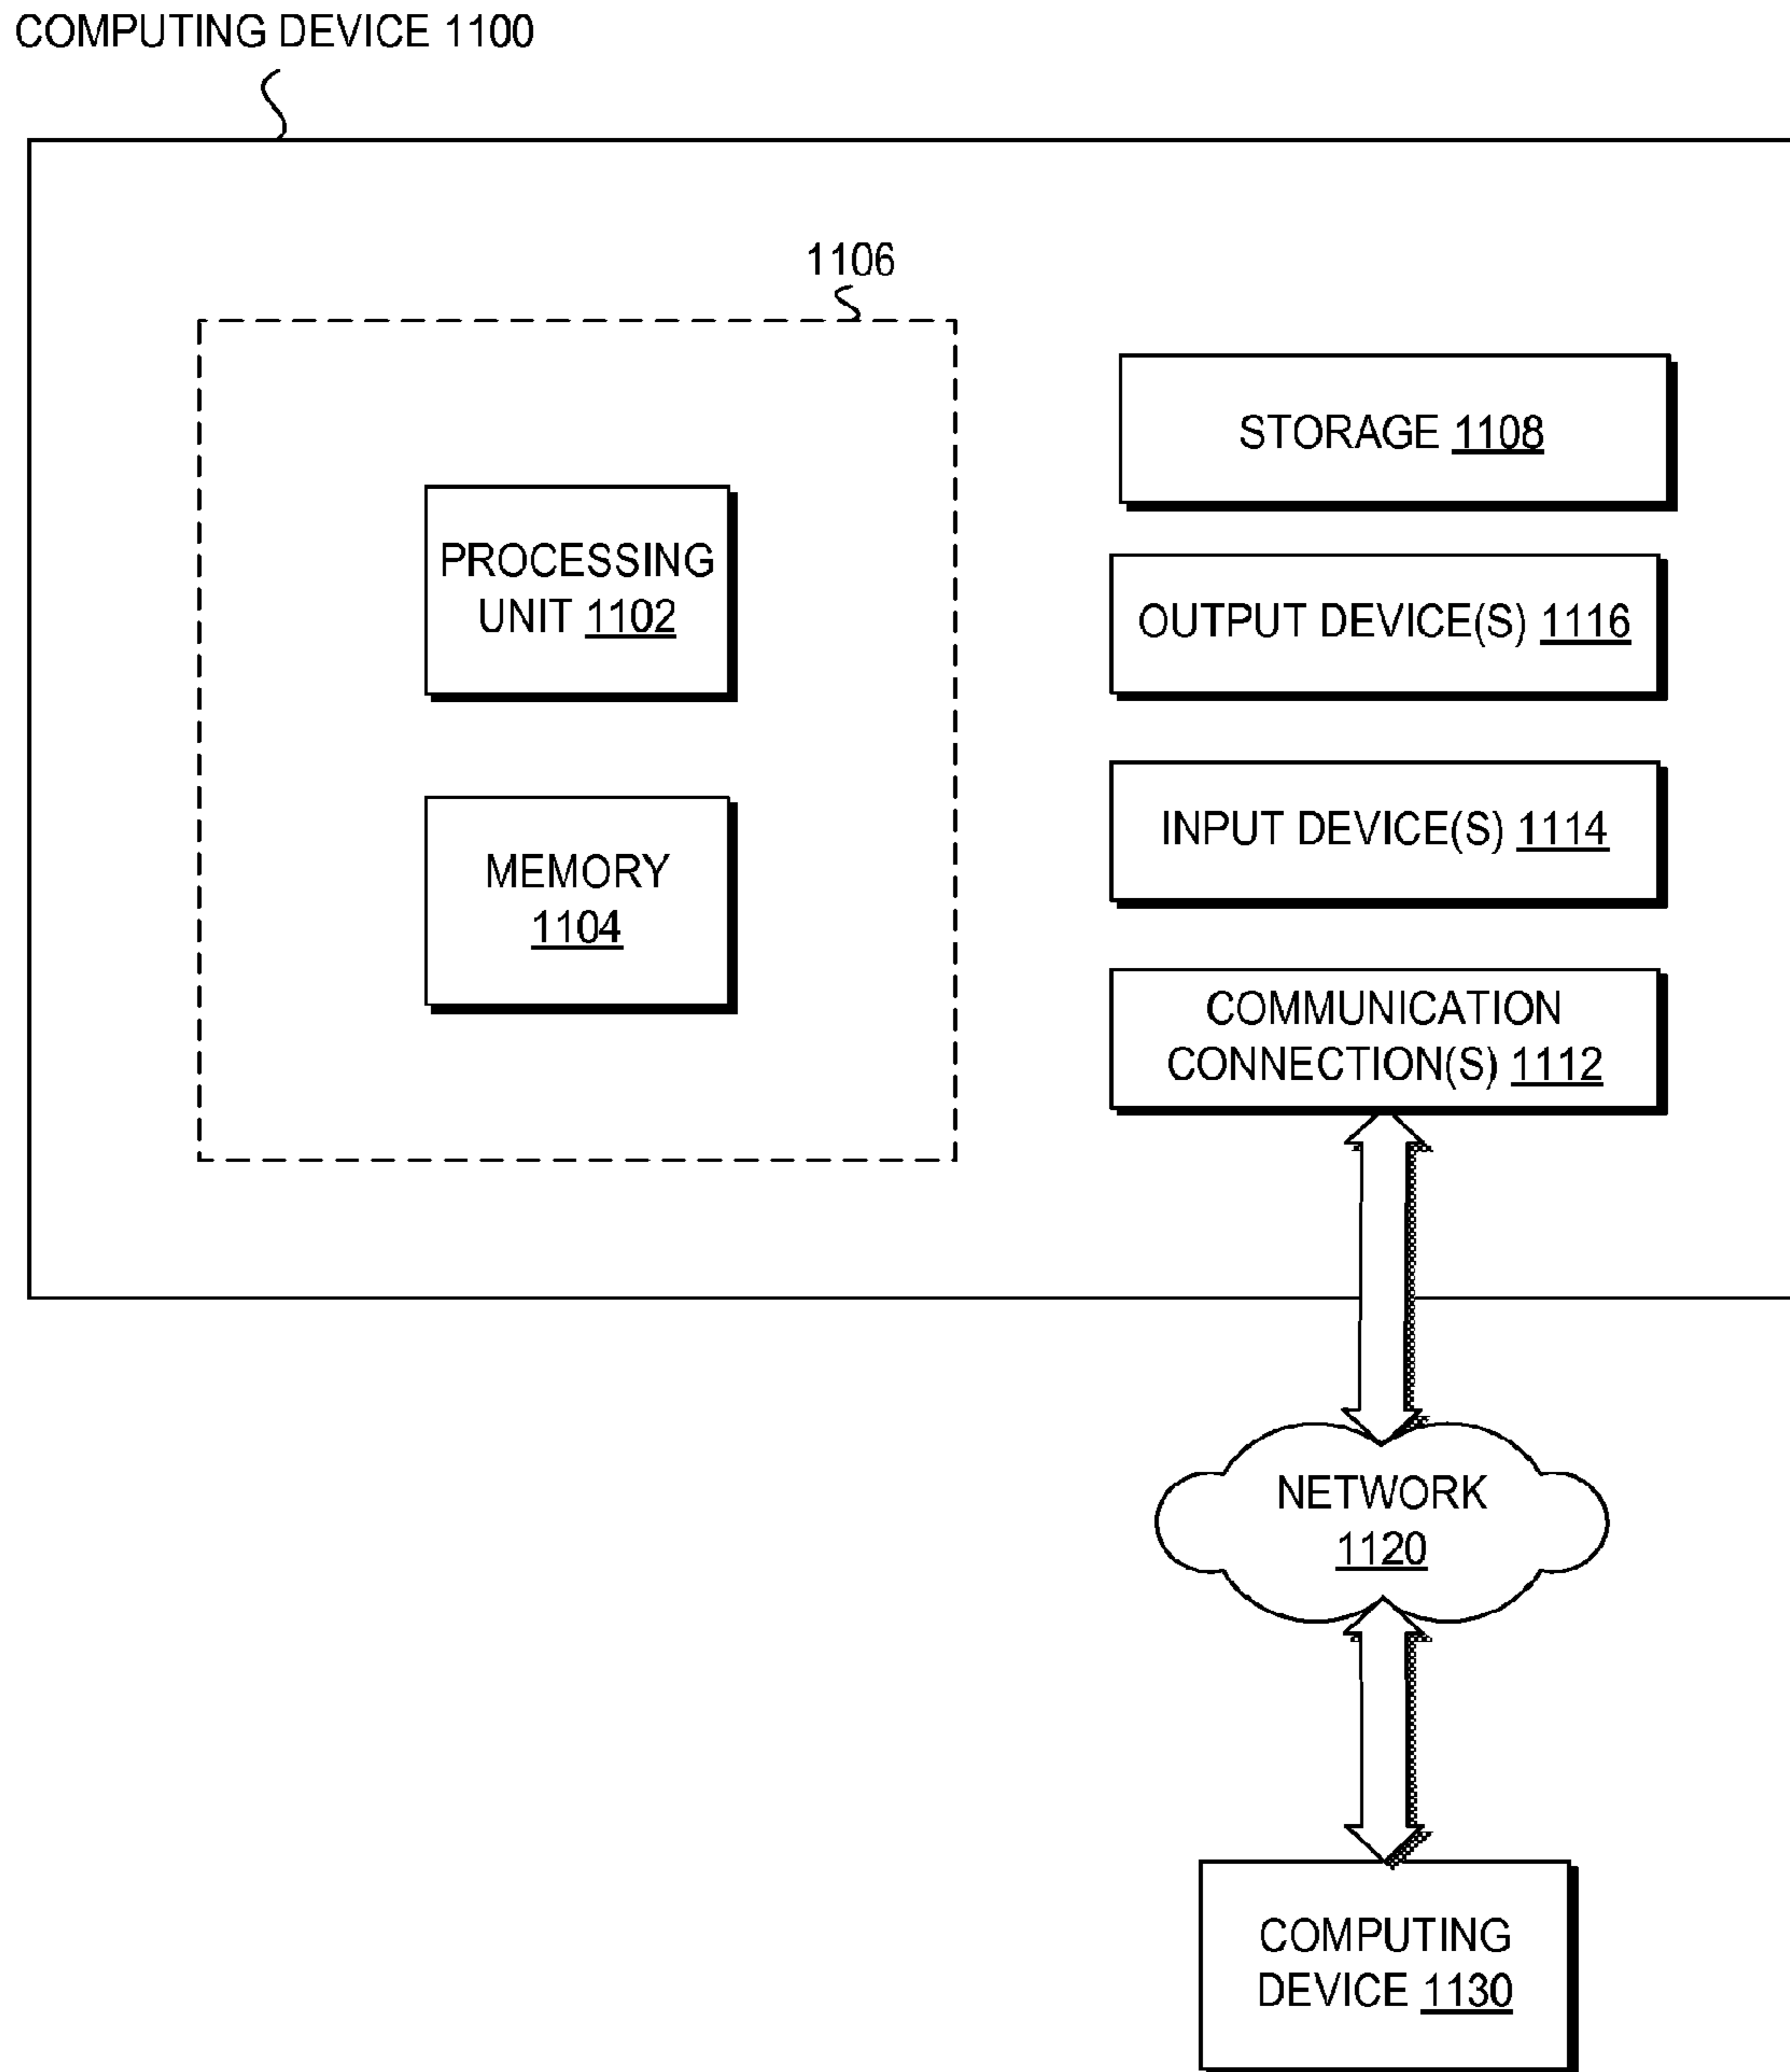 COMPUTING DEVICE 1100
1106
PROCESSING
UNIT 1102
MEMORY
1104
STORAGE 1108
OUTPUT DEVICE(S) 1116
INPUT DEVICE(S) 1114
COMMUNICATION
CONNECTION(S) 1112
NETWORK
1120
COMPUTING
DEVICE 1130